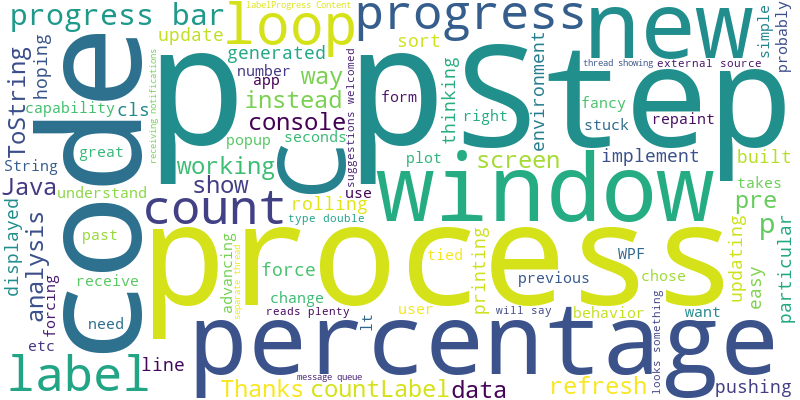 labelProgress Content
progress bar
loop
progress
new
simple
probably
update
hoping
ToString
code
p
pStep
generated
sort
thread showing
external source
number
way
app
receiving notifications
suggestions welcomed
form
thinking
environment
fancy
repaint
capability
cls
instead
right
console
seconds
c
stuck
popup
implement
built
great
working
plot
screen
String
Java
show
window
takes
understand
use
rolling
pre
count
type double
p
particular
displayed
analysis
past
process
advancing
separate thread
tied
printing
WPF
updating
receive
force
previous
chose
easy
forcing
change
reads plenty
lt
user
will say
behavior
want
looks something
need
percentage
etc
line
label
message queue
Thanks
countLabel
data
refresh
pushing